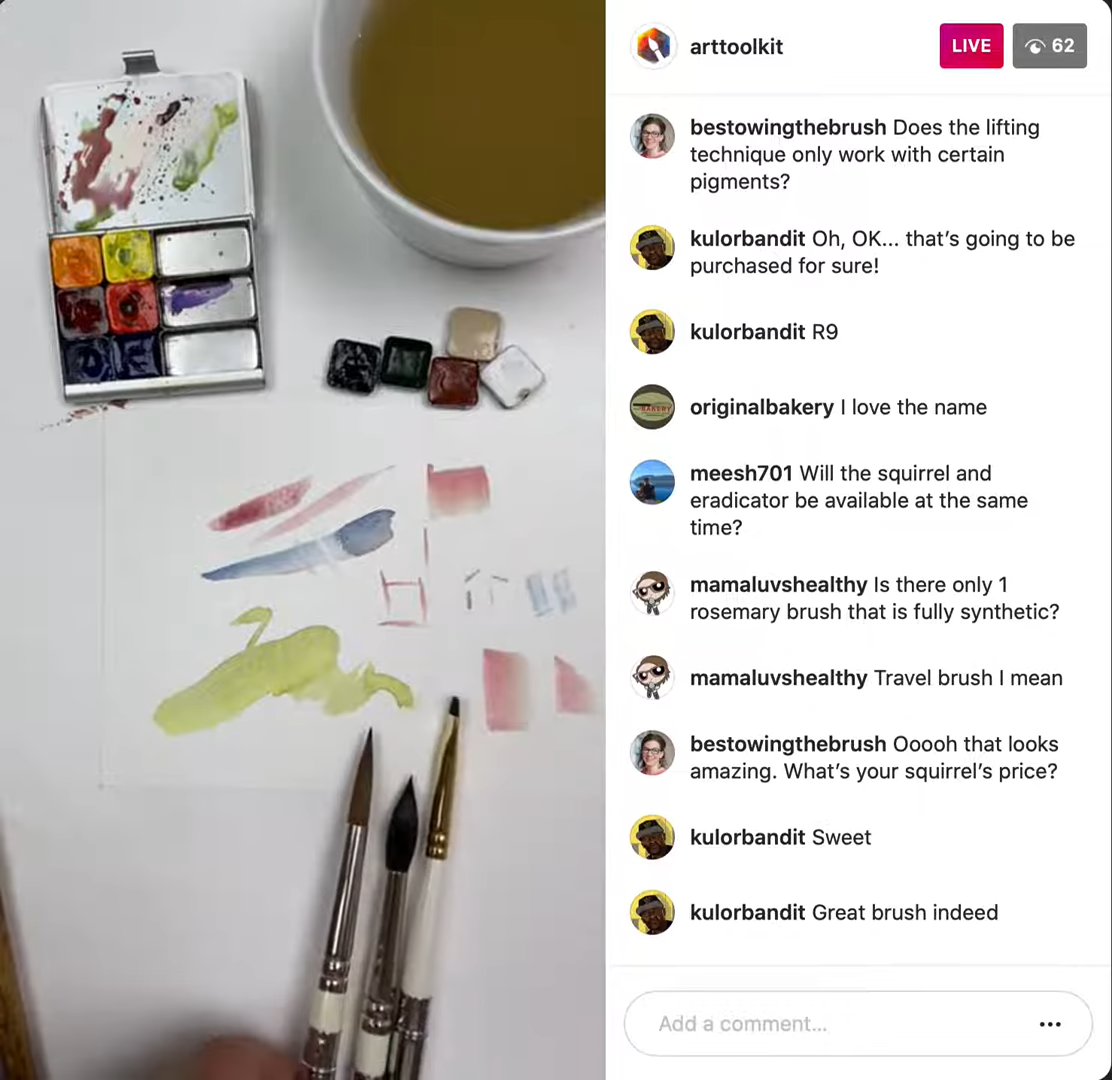 arttoolkit
LIVE
62
bestowingthebrush Does the lifting
technique only work with certain
pigments?
kulorbandit Oh, OK... that's going to be
purchased for sure!
kulorbandit R9
BAKERY
originalbakery I love the name
meesh701 Will the squirrel and
eradicator be available at the same
time?
mamaluvshealthy Is there only 1
rosemary brush that is fully synthetic?
mamaluvshealthy Travel brush I mean
bestowingthebrush Ooooh that looks
amazing. What's your squirrel's price?
kulorbandit Sweet
kulorbandit Great brush indeed
Add a comment...